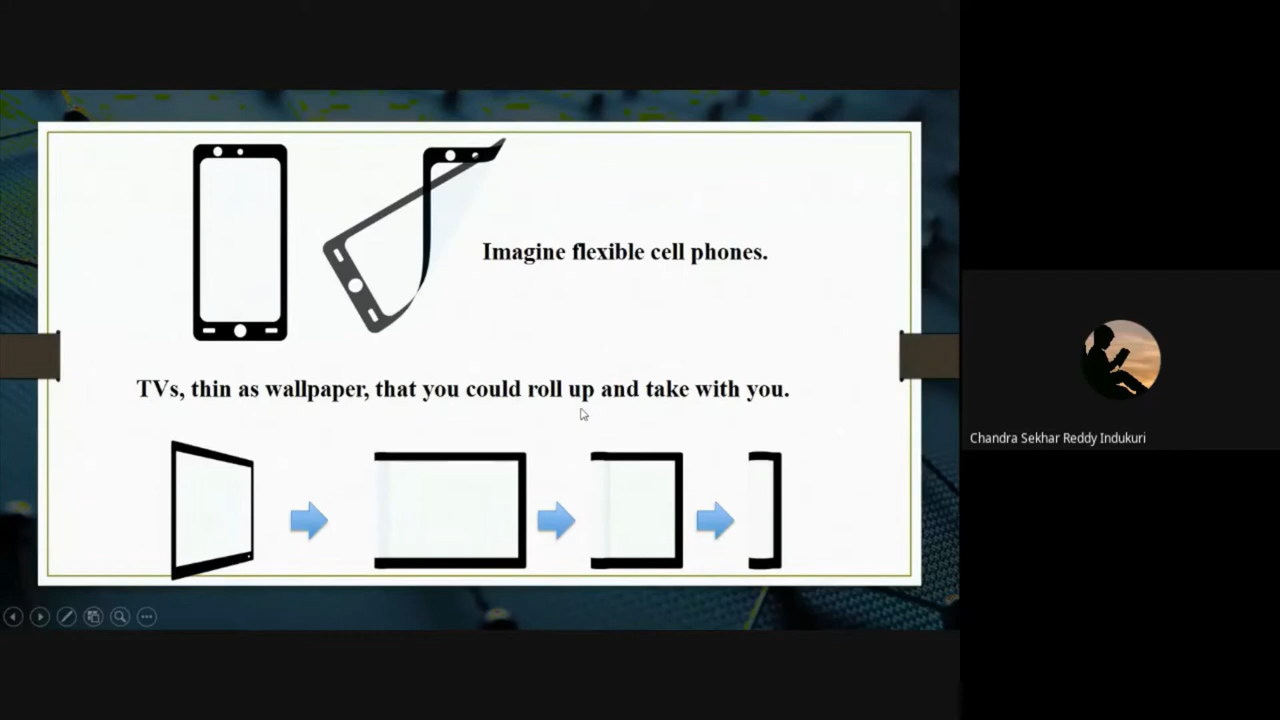 Imagine flexible cell phones.
TVs, thin as wallpaper, that you could roll up and take with you.
Chandra Sekhar Reddy Indukuri